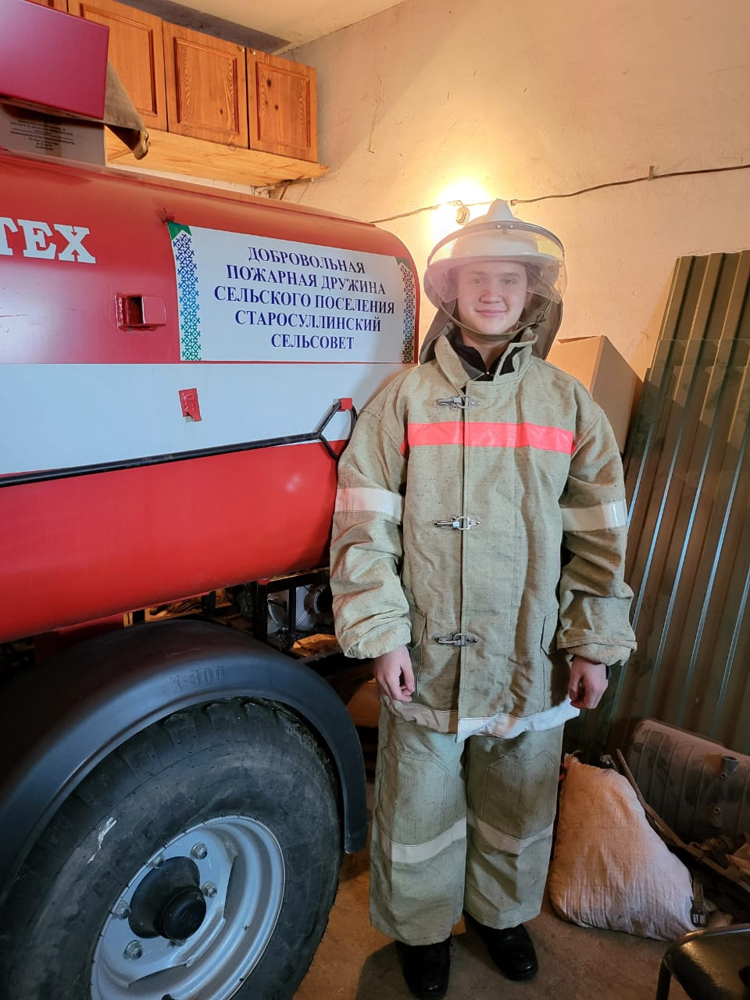 ТЕХ
ДОБРОВОЛЬНАЯ
ПОЖАРНАЯ ДРУЖИНА
СЕЛЬСКОГО ПОСЕЛЕНИЯ
СТАРОСУЛЛИНСКИЙ
СЕЛЬСОВЕТ
К-300